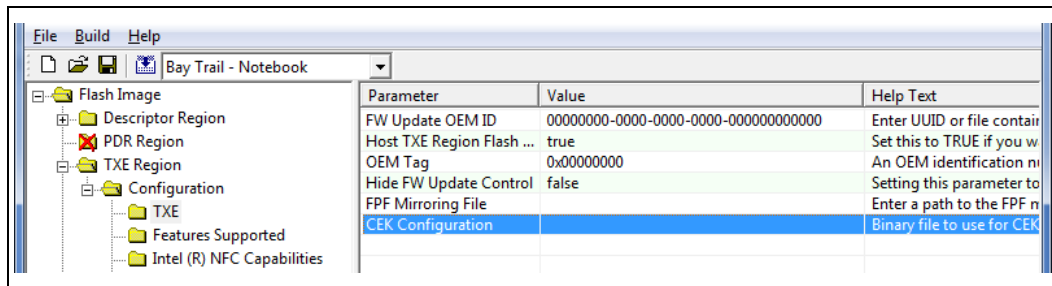 File Build Help
Bay Trail - Notebook
Flash Image
Descriptor Region
PDR Region
TXE Region
Configuration
TXE
Features Supported
Intel (R) NFC Capabilities
Parameter Value Help Text
FW Update OEM ID 00000000-0000-0000-0000-000000000000 Enter UUID or file contain
Host TXE Region Flash ... true Set this to TRUE if you w
OEM Tag 0x00000000 An OEM identification nu
Hide FW Update Control false Setting this parameter to
FPF Mirroring File Enter a path to the FPF m
CEK Configuration Binary file to use for CEK